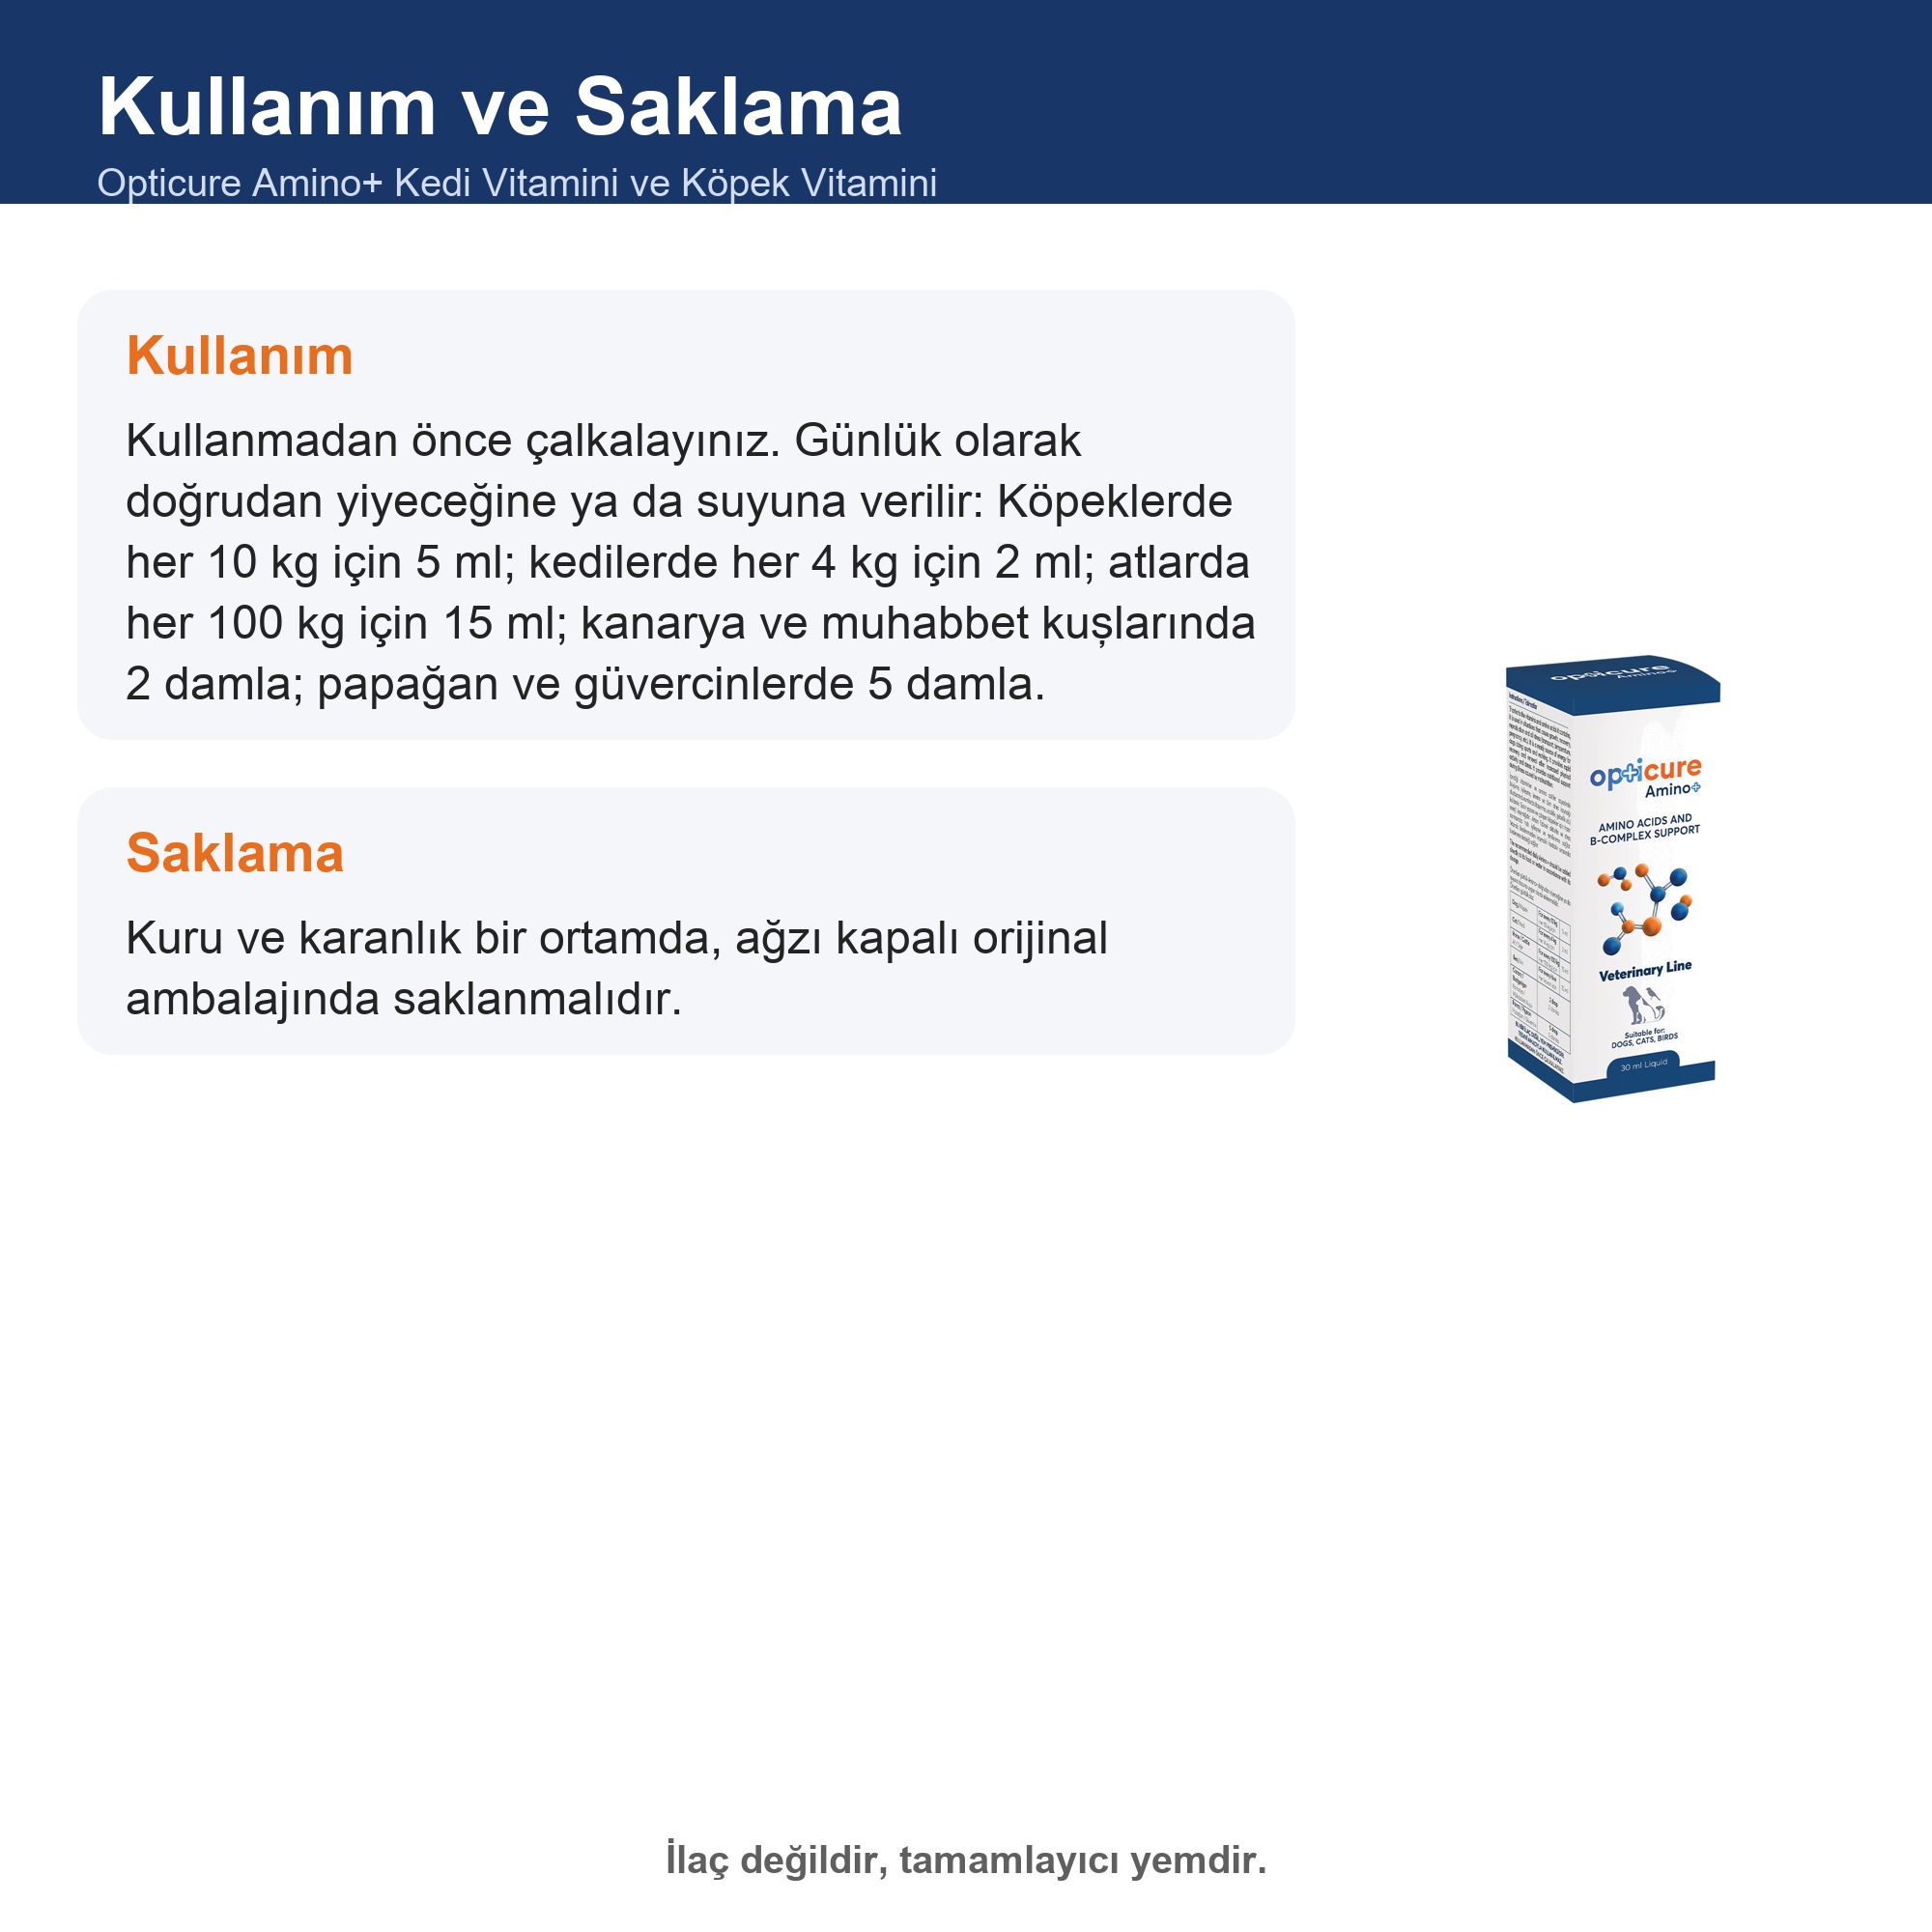 Kullanım ve Saklama
Opticure Amino+ Kedi Vitamini ve Köpek Vitamini
Kullanım
Kullanmadan önce çalkalayınız. Günlük olarak
doğrudan yiyeceğine ya da suyuna verilir: Köpeklerde
her 10 kg için 5 ml; kedilerde her 4 kg için 2 ml; atlarda
her 100 kg için 15 ml; kanarya ve muhabbet kuşlarında
2 damla; papağan ve güvercinlerde 5 damla.
Saklama
Kuru ve karanlık bir ortamda, ağzı kapalı orijinal
ambalajında saklanmalıdır.
opticure
Amino+
AMINO ACIDS AND
B-COMPLEX SUPPORT
Veterinary Line
Suitable for:
DOGS, CATS, BIRDS
30 ml Liquid
İlaç değildir, tamamlayıcı yemdir.